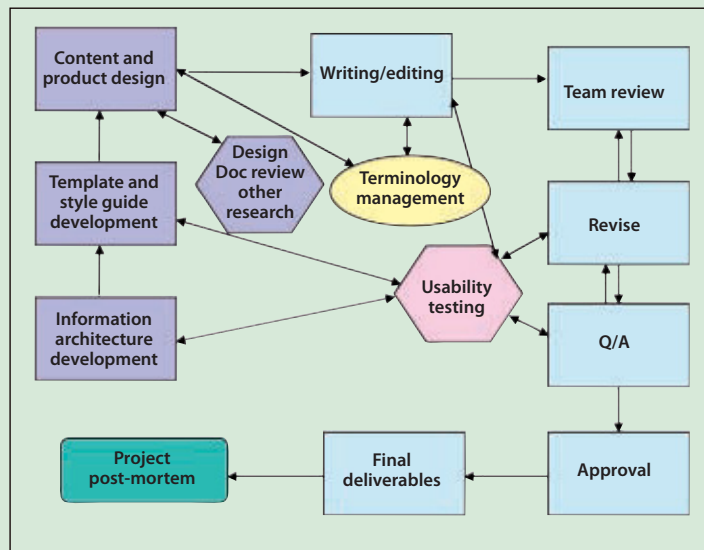 Content and
product design
Writing/editing
Team review
Design
Doc review
other
research
Terminology
management
Template and
style guide
development
Revise
Usability
testing
Information
architecture
development
Q/A
Project
post-mortem
Final
deliverables
Approval